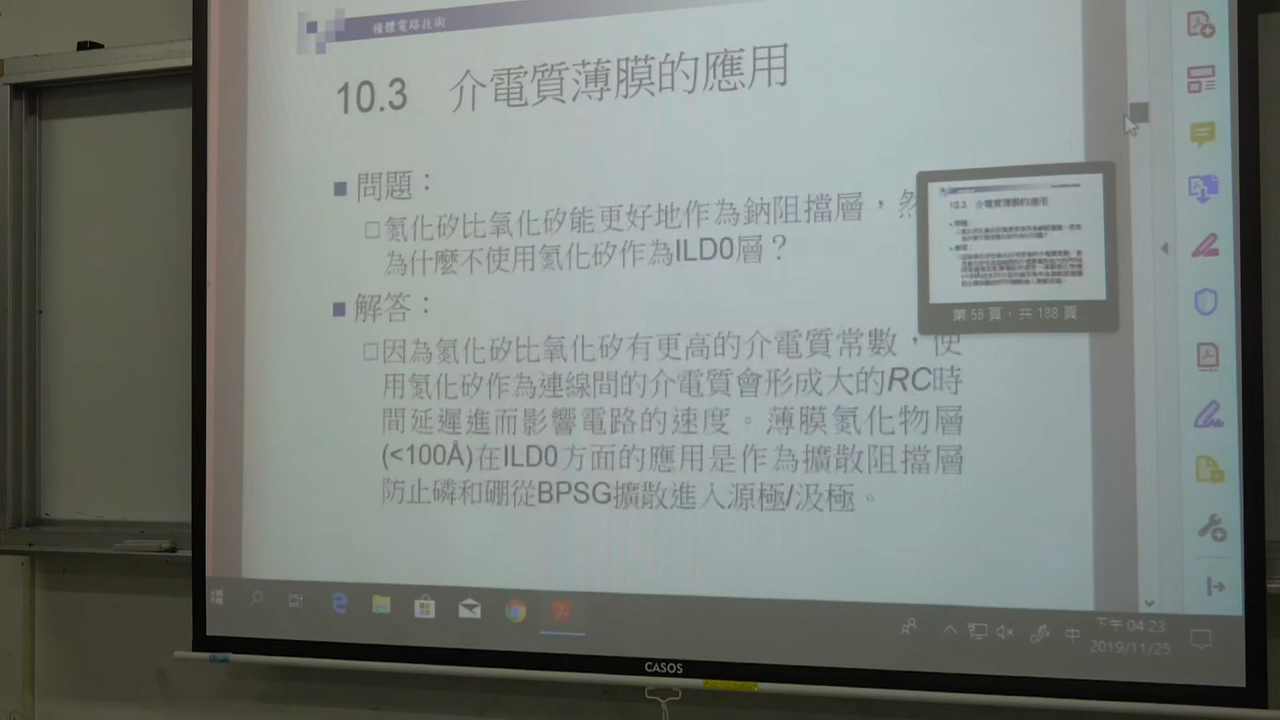 積體電路技術
10.3 介電質薄膜的應用
■ 問題：
□氮化矽比氧化矽能更好地作為鈉阻擋層，然
為什麼不使用氮化矽作為ILD0層？
■ 解答：
□因為氮化矽比氧化矽有更高的介電質常數，使
用氮化矽作為連線間的介電質會形成大的RC時
間延遲進而影響電路的速度。薄膜氮化物層
(<100Å)在ILD0方面的應用是作為擴散阻擋層
防止磷和硼從BPSG擴散進入源極/汲極。
10.3 介電質薄膜的應用
第 55 頁，共 188 頁
中
下午 04:23
2019/11/25
CASOS